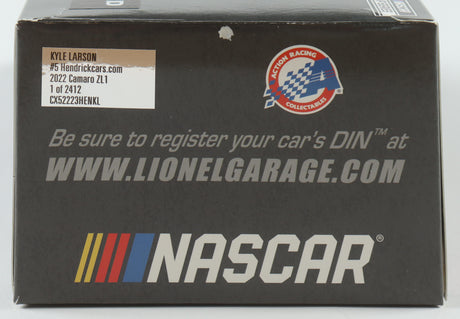 KYLE LARSON
#5 Hendrickcars.com
2022 Camaro ZL1
1 of 2412
CX52223HENKL
ACTION RACING
COLLECTABLES
Be sure to register your car's DIN™ at
WWW.LIONELGARAGE.COM
NASCAR®